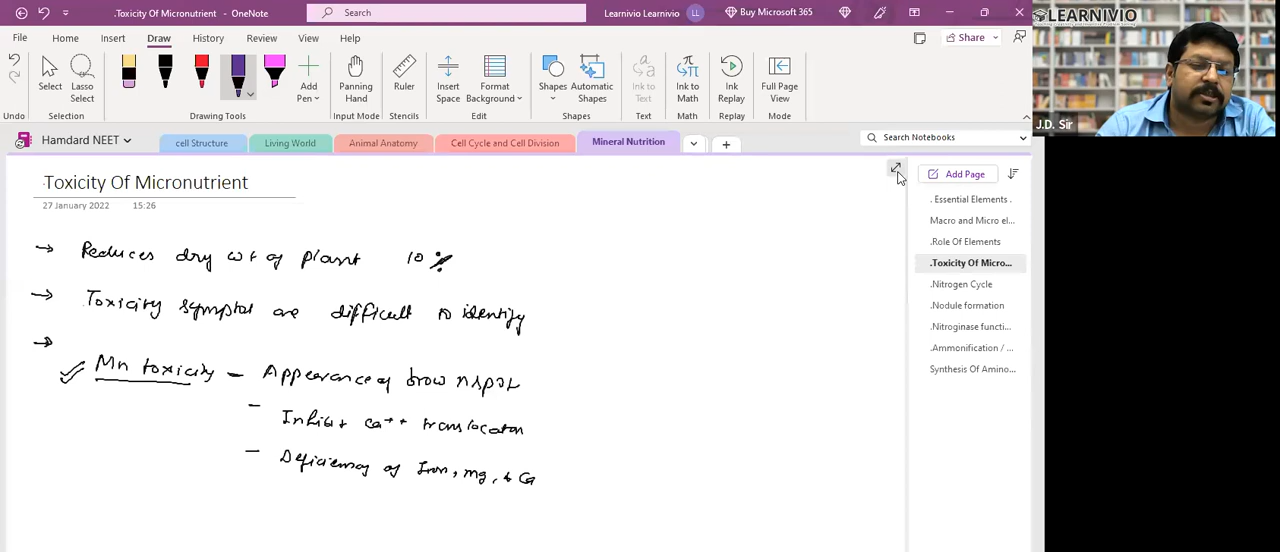 .Toxicity Of Micronutrient - OneNote
Search
Learnivio Learnivio
LL
Buy Microsoft 365
File
Home
Insert
Draw
History
Review
View
Help
Share
Undo
Select
Lasso Select
Add Pen
Panning Hand
Ruler
Insert Space
Format Background
Shapes
Automatic Shapes
Ink to Text
Ink to Math
Ink Replay
Full Page View
Selection
Drawing Tools
Input Mode
Stencils
Edit
Shapes
Text
Math
Replay
Mode
LEARNIVIO
J.D. Sir
Hamdard NEET
cell Structure
Living World
Animal Anatomy
Cell Cycle and Cell Division
Mineral Nutrition
Search Notebooks
.Toxicity Of Micronutrient
27 January 2022 15:26
→ Reduces dry wt of plant 10 %
→ Toxicity symptoi are difficult to identify
→
Mn toxicity – Appearance of brown spot
– Inhibit Ca++ translocation
– Deficiency of Iron, Mg, & Ca
Add Page
. Essential Elements .
Macro and Micro el...
.Role Of Elements
.Toxicity Of Micro...
.Nitrogen Cycle
.Nodule formation
.Nitroginase functi...
.Ammonification / ...
Synthesis Of Amino...